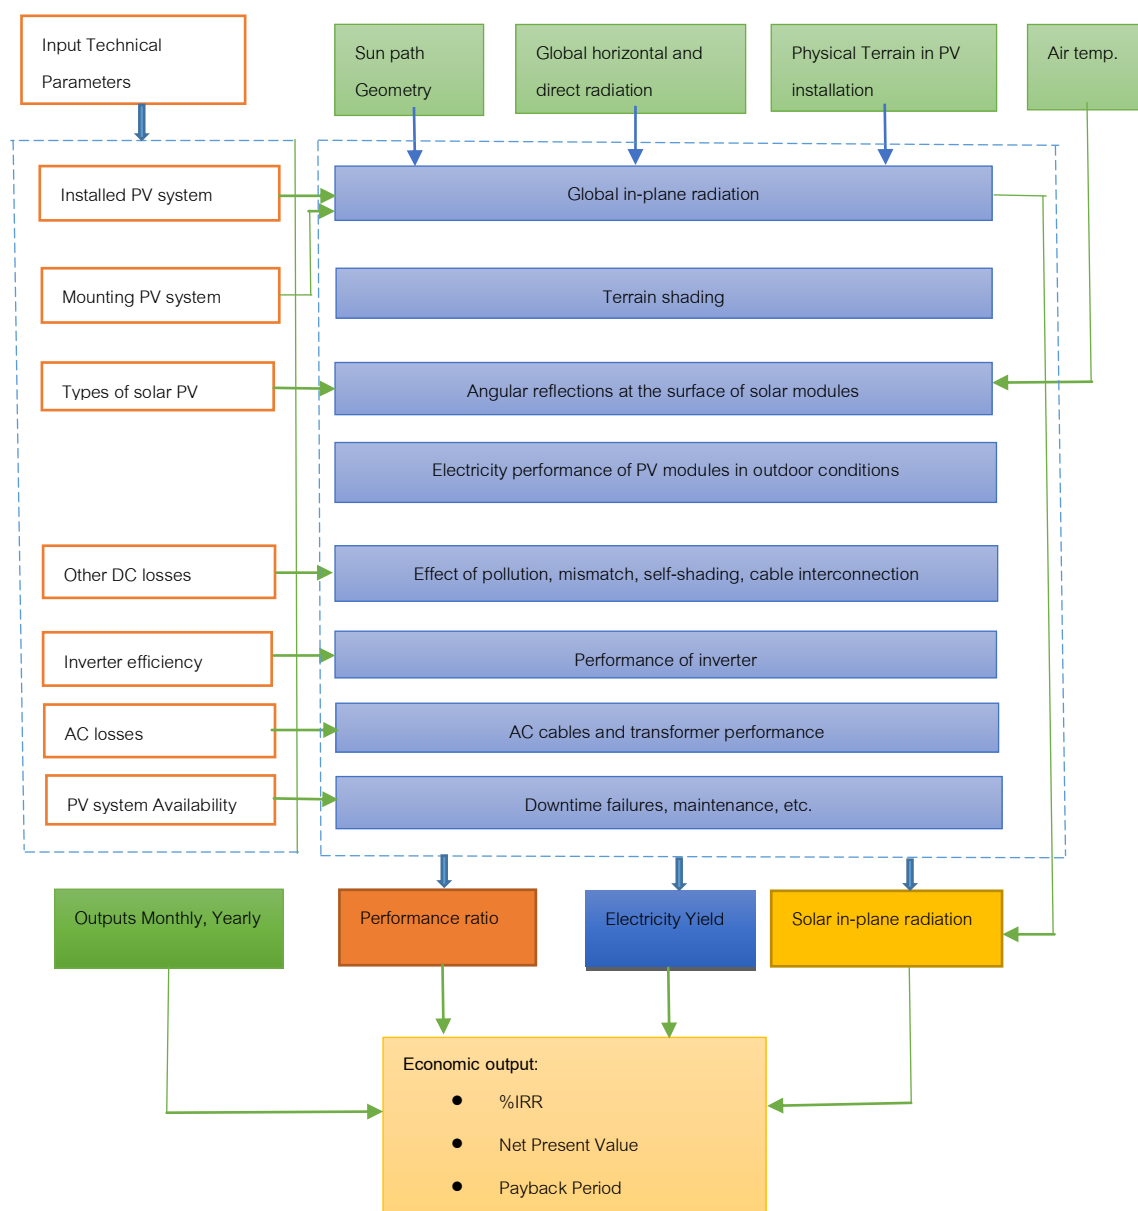 Input Technical
Parameters
Sun path
Geometry
Global horizontal and
direct radiation
Physical Terrain in PV
installation
Air temp.
Installed PV system
Global in-plane radiation
Mounting PV system
Terrain shading
Types of solar PV
Angular reflections at the surface of solar modules
Electricity performance of PV modules in outdoor conditions
Other DC losses
Effect of pollution, mismatch, self-shading, cable interconnection
Inverter efficiency
Performance of inverter
AC losses
AC cables and transformer performance
PV system Availability
Downtime failures, maintenance, etc.
Outputs Monthly, Yearly
Performance ratio
Electricity Yield
Solar in-plane radiation
Economic output:
● %IRR
● Net Present Value
● Payback Period